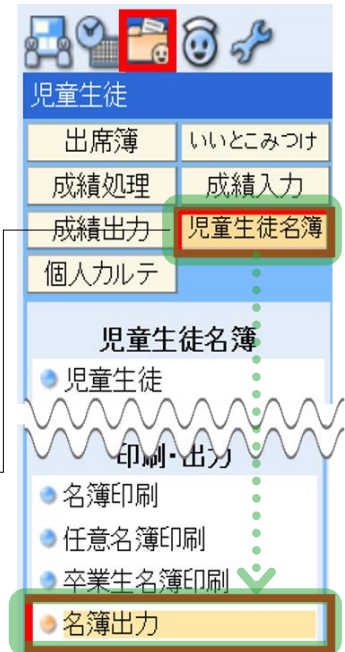 児童生徒
出席簿 いいとこみつけ
成績処理 成績入力
成績出力 児童生徒名簿
個人カルテ
児童生徒名簿
児童生徒
印刷・出力
名簿印刷
任意名簿印刷
卒業生名簿印刷
名簿出力